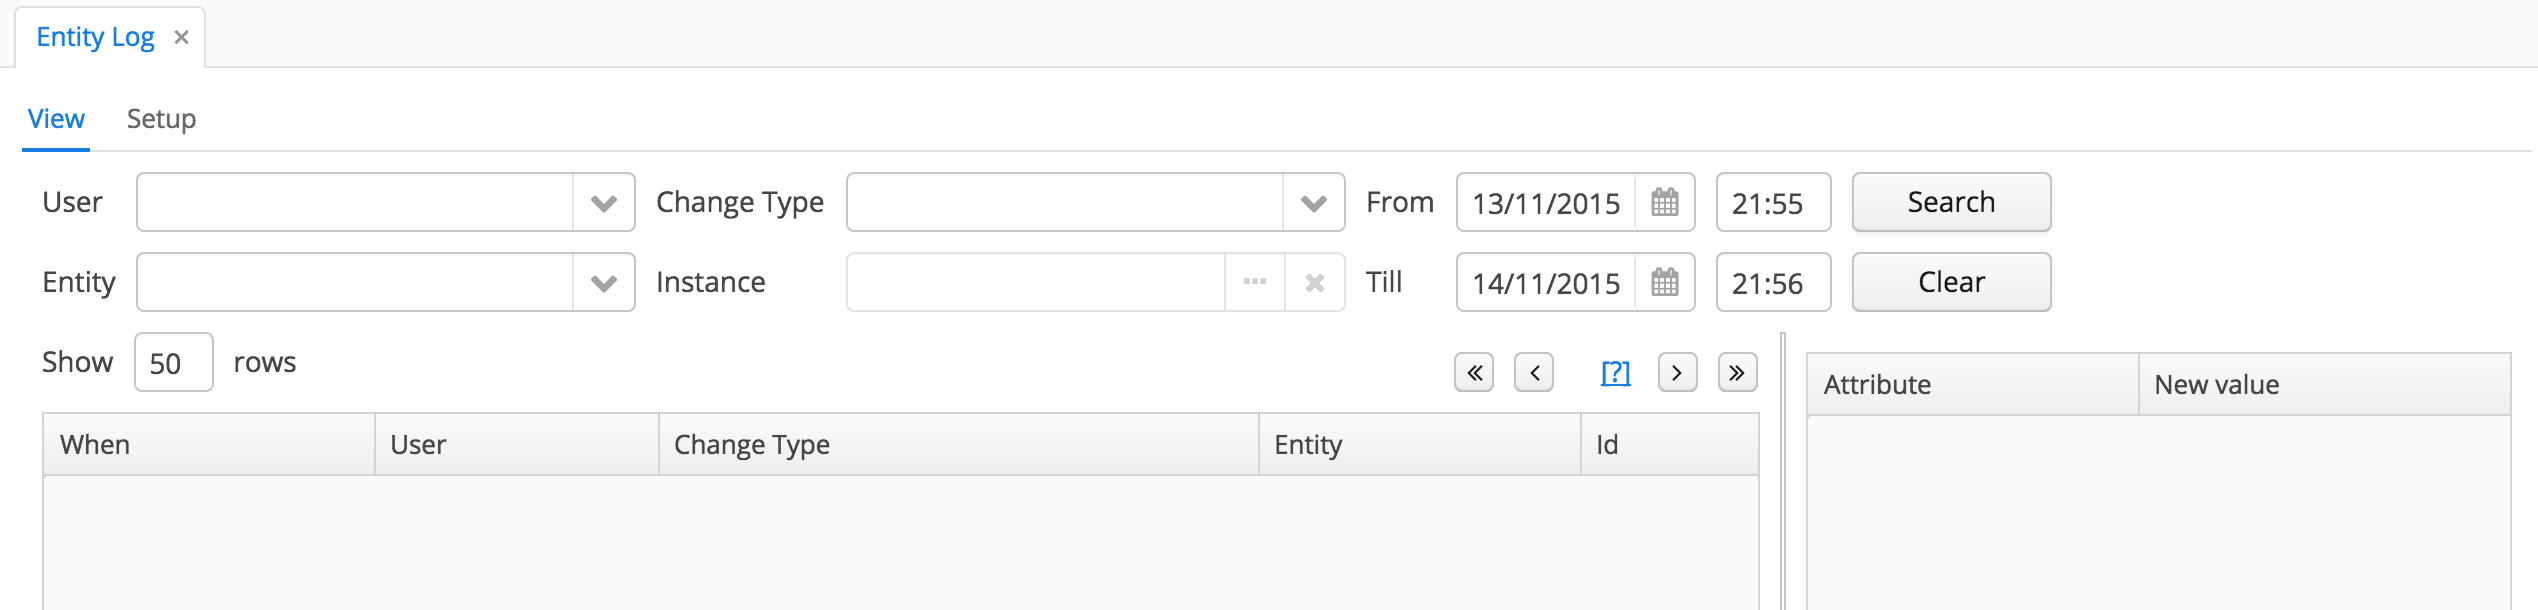 Entity Log ×
View Setup
User Change Type From 13/11/2015 21:55 Search
Entity Instance ... Till 14/11/2015 21:56 Clear
Show 50 rows « < [?] > »
Attribute New value
When User Change Type Entity Id